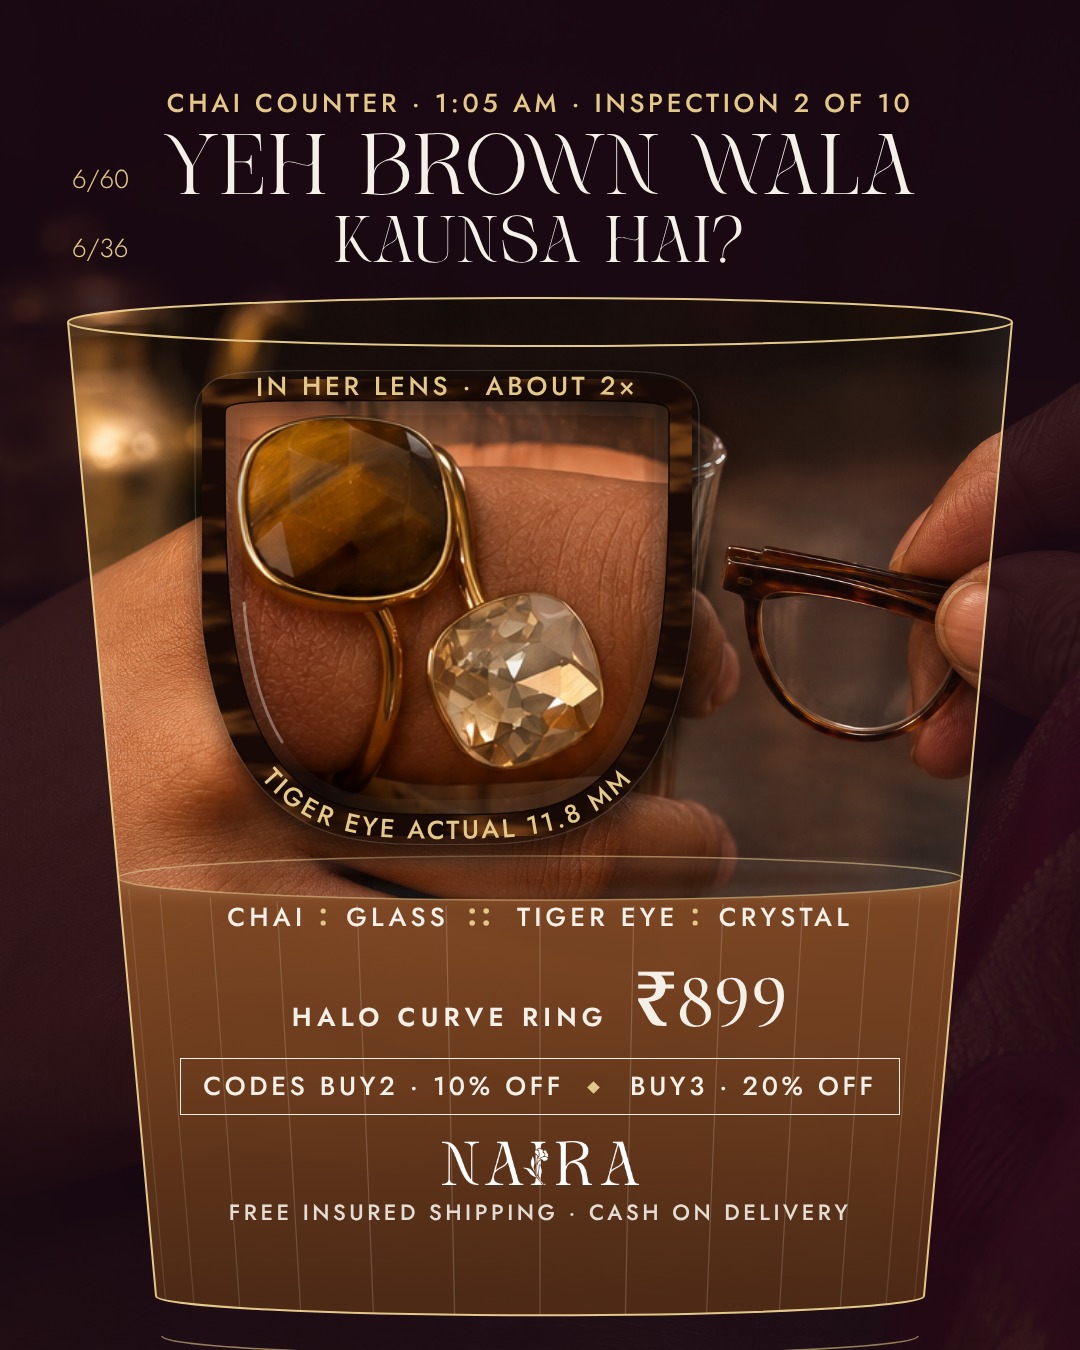 CHAI COUNTER · 1:05 AM · INSPECTION 2 OF 10
6/60 YEH BROWN WALA
6/36 KAUNSA HAI?
IN HER LENS · ABOUT 2×
TIGER EYE ACTUAL 11.8 MM
CHAI : GLASS :: TIGER EYE : CRYSTAL
HALO CURVE RING ₹899
CODES BUY2 · 10% OFF ◆ BUY3 · 20% OFF
NAIRA
FREE INSURED SHIPPING · CASH ON DELIVERY